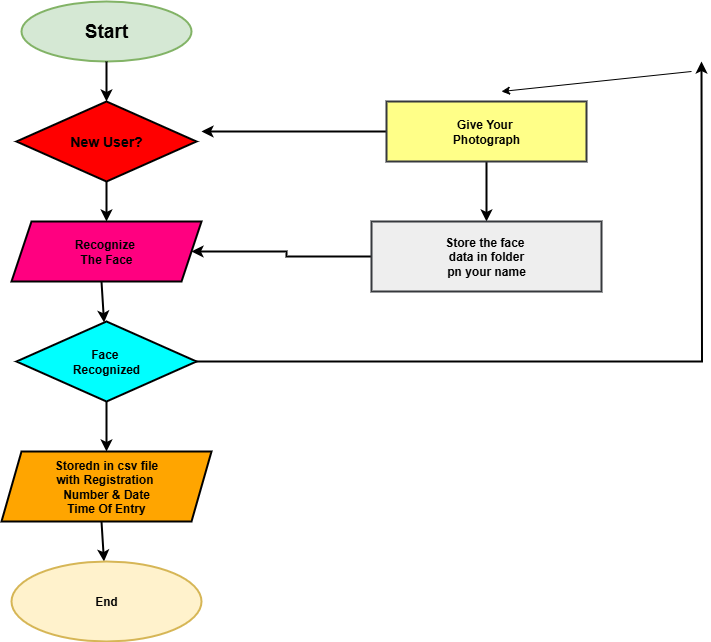 Start
New User?
Give Your
Photograph
Recognize
The Face
Store the face
data in folder
pn your name
Face
Recognized
Storedn in csv file
with Registration
Number & Date
Time Of Entry
End